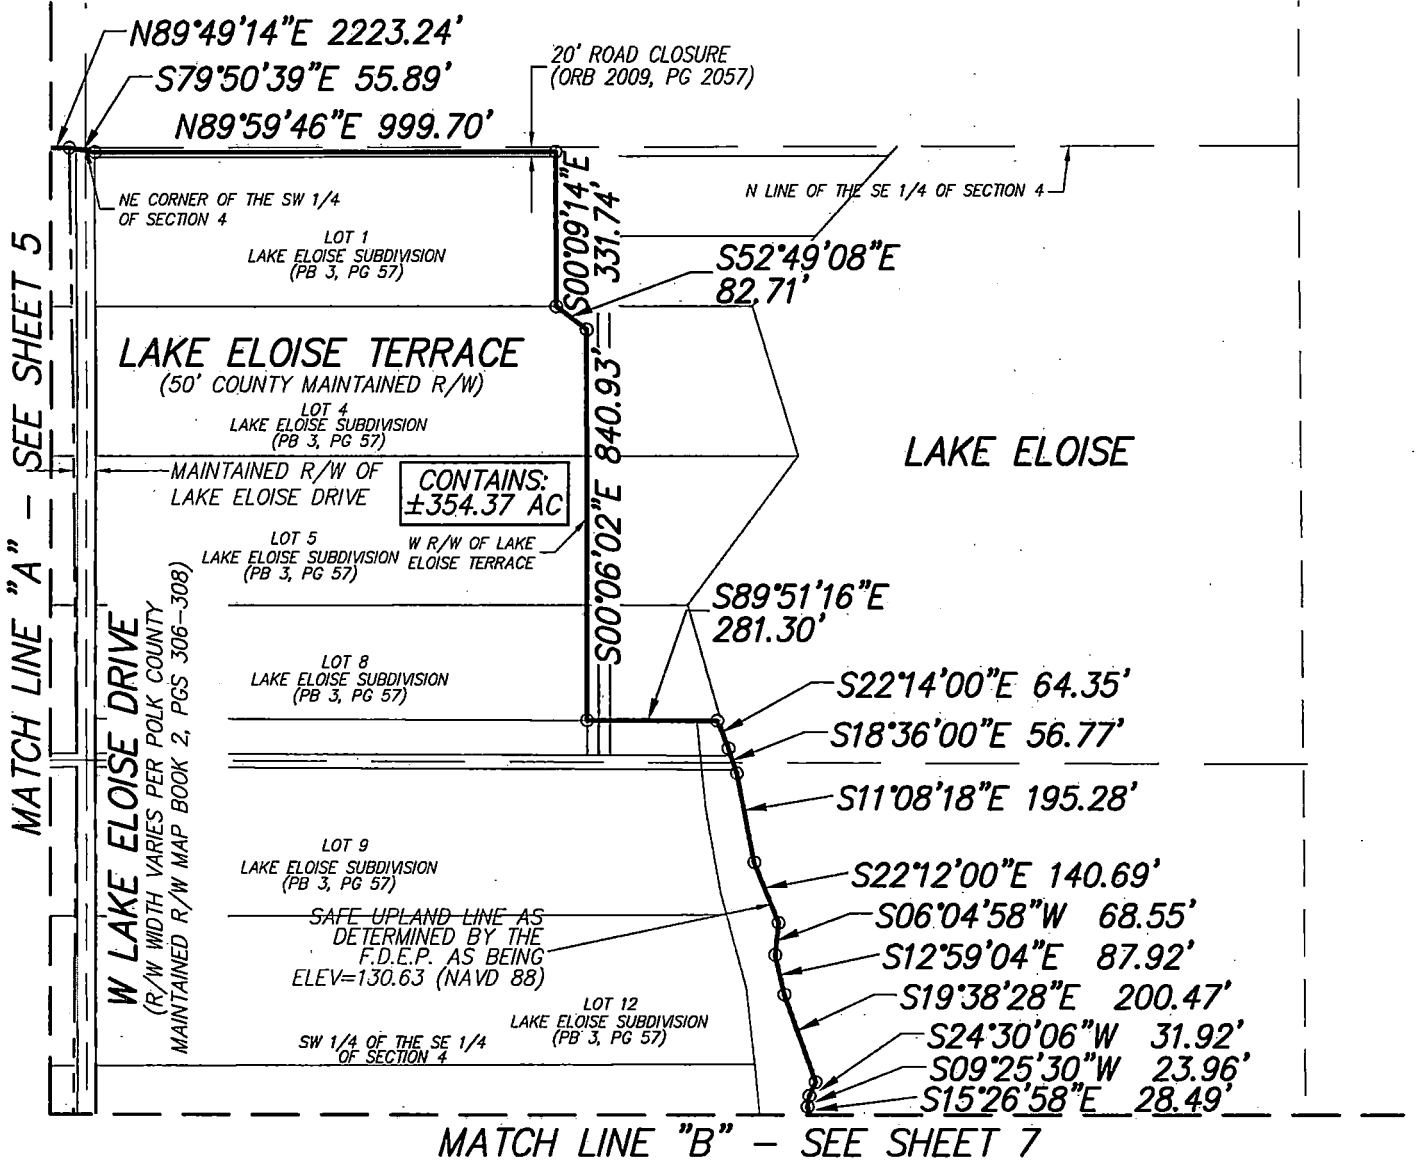 N89°49'14"E 2223.24'
S79°50'39"E 55.89'
N89°59'46"E 999.70'
20' ROAD CLOSURE
(ORB 2009, PG 2057)
NE CORNER OF THE SW 1/4
OF SECTION 4
N LINE OF THE SE 1/4 OF SECTION 4
S00°09'14"E
331.74'
LOT 1
LAKE ELOISE SUBDIVISION
(PB 3, PG 57)
S52°49'08"E
82.71'
MATCH LINE "A" - SEE SHEET 5
LAKE ELOISE TERRACE
(50' COUNTY MAINTAINED R/W)
LOT 4
LAKE ELOISE SUBDIVISION
(PB 3, PG 57)
S00°06'02"E 840.93'
LAKE ELOISE
MAINTAINED R/W OF
LAKE ELOISE DRIVE
CONTAINS:
±354.37 AC
LOT 5
LAKE ELOISE SUBDIVISION
(PB 3, PG 57)
W R/W OF LAKE
ELOISE TERRACE
S89°51'16"E
281.30'
W LAKE ELOISE DRIVE
(R/W WIDTH VARIES PER POLK COUNTY
MAINTAINED R/W MAP BOOK 2, PGS 306-308)
LOT 8
LAKE ELOISE SUBDIVISION
(PB 3, PG 57)
S22°14'00"E 64.35'
S18°36'00"E 56.77'
S11°08'18"E 195.28'
LOT 9
LAKE ELOISE SUBDIVISION
(PB 3, PG 57)
S22°12'00"E 140.69'
S06°04'58"W 68.55'
SAFE UPLAND LINE AS
DETERMINED BY THE
F.D.E.P. AS BEING
ELEV=130.63 (NAVD 88)
S12°59'04"E 87.92'
S19°38'28"E 200.47'
LOT 12
LAKE ELOISE SUBDIVISION
(PB 3, PG 57)
SW 1/4 OF THE SE 1/4
OF SECTION 4
S24°30'06"W 31.92'
S09°25'30"W 23.96'
S15°26'58"E 28.49'
MATCH LINE "B" - SEE SHEET 7